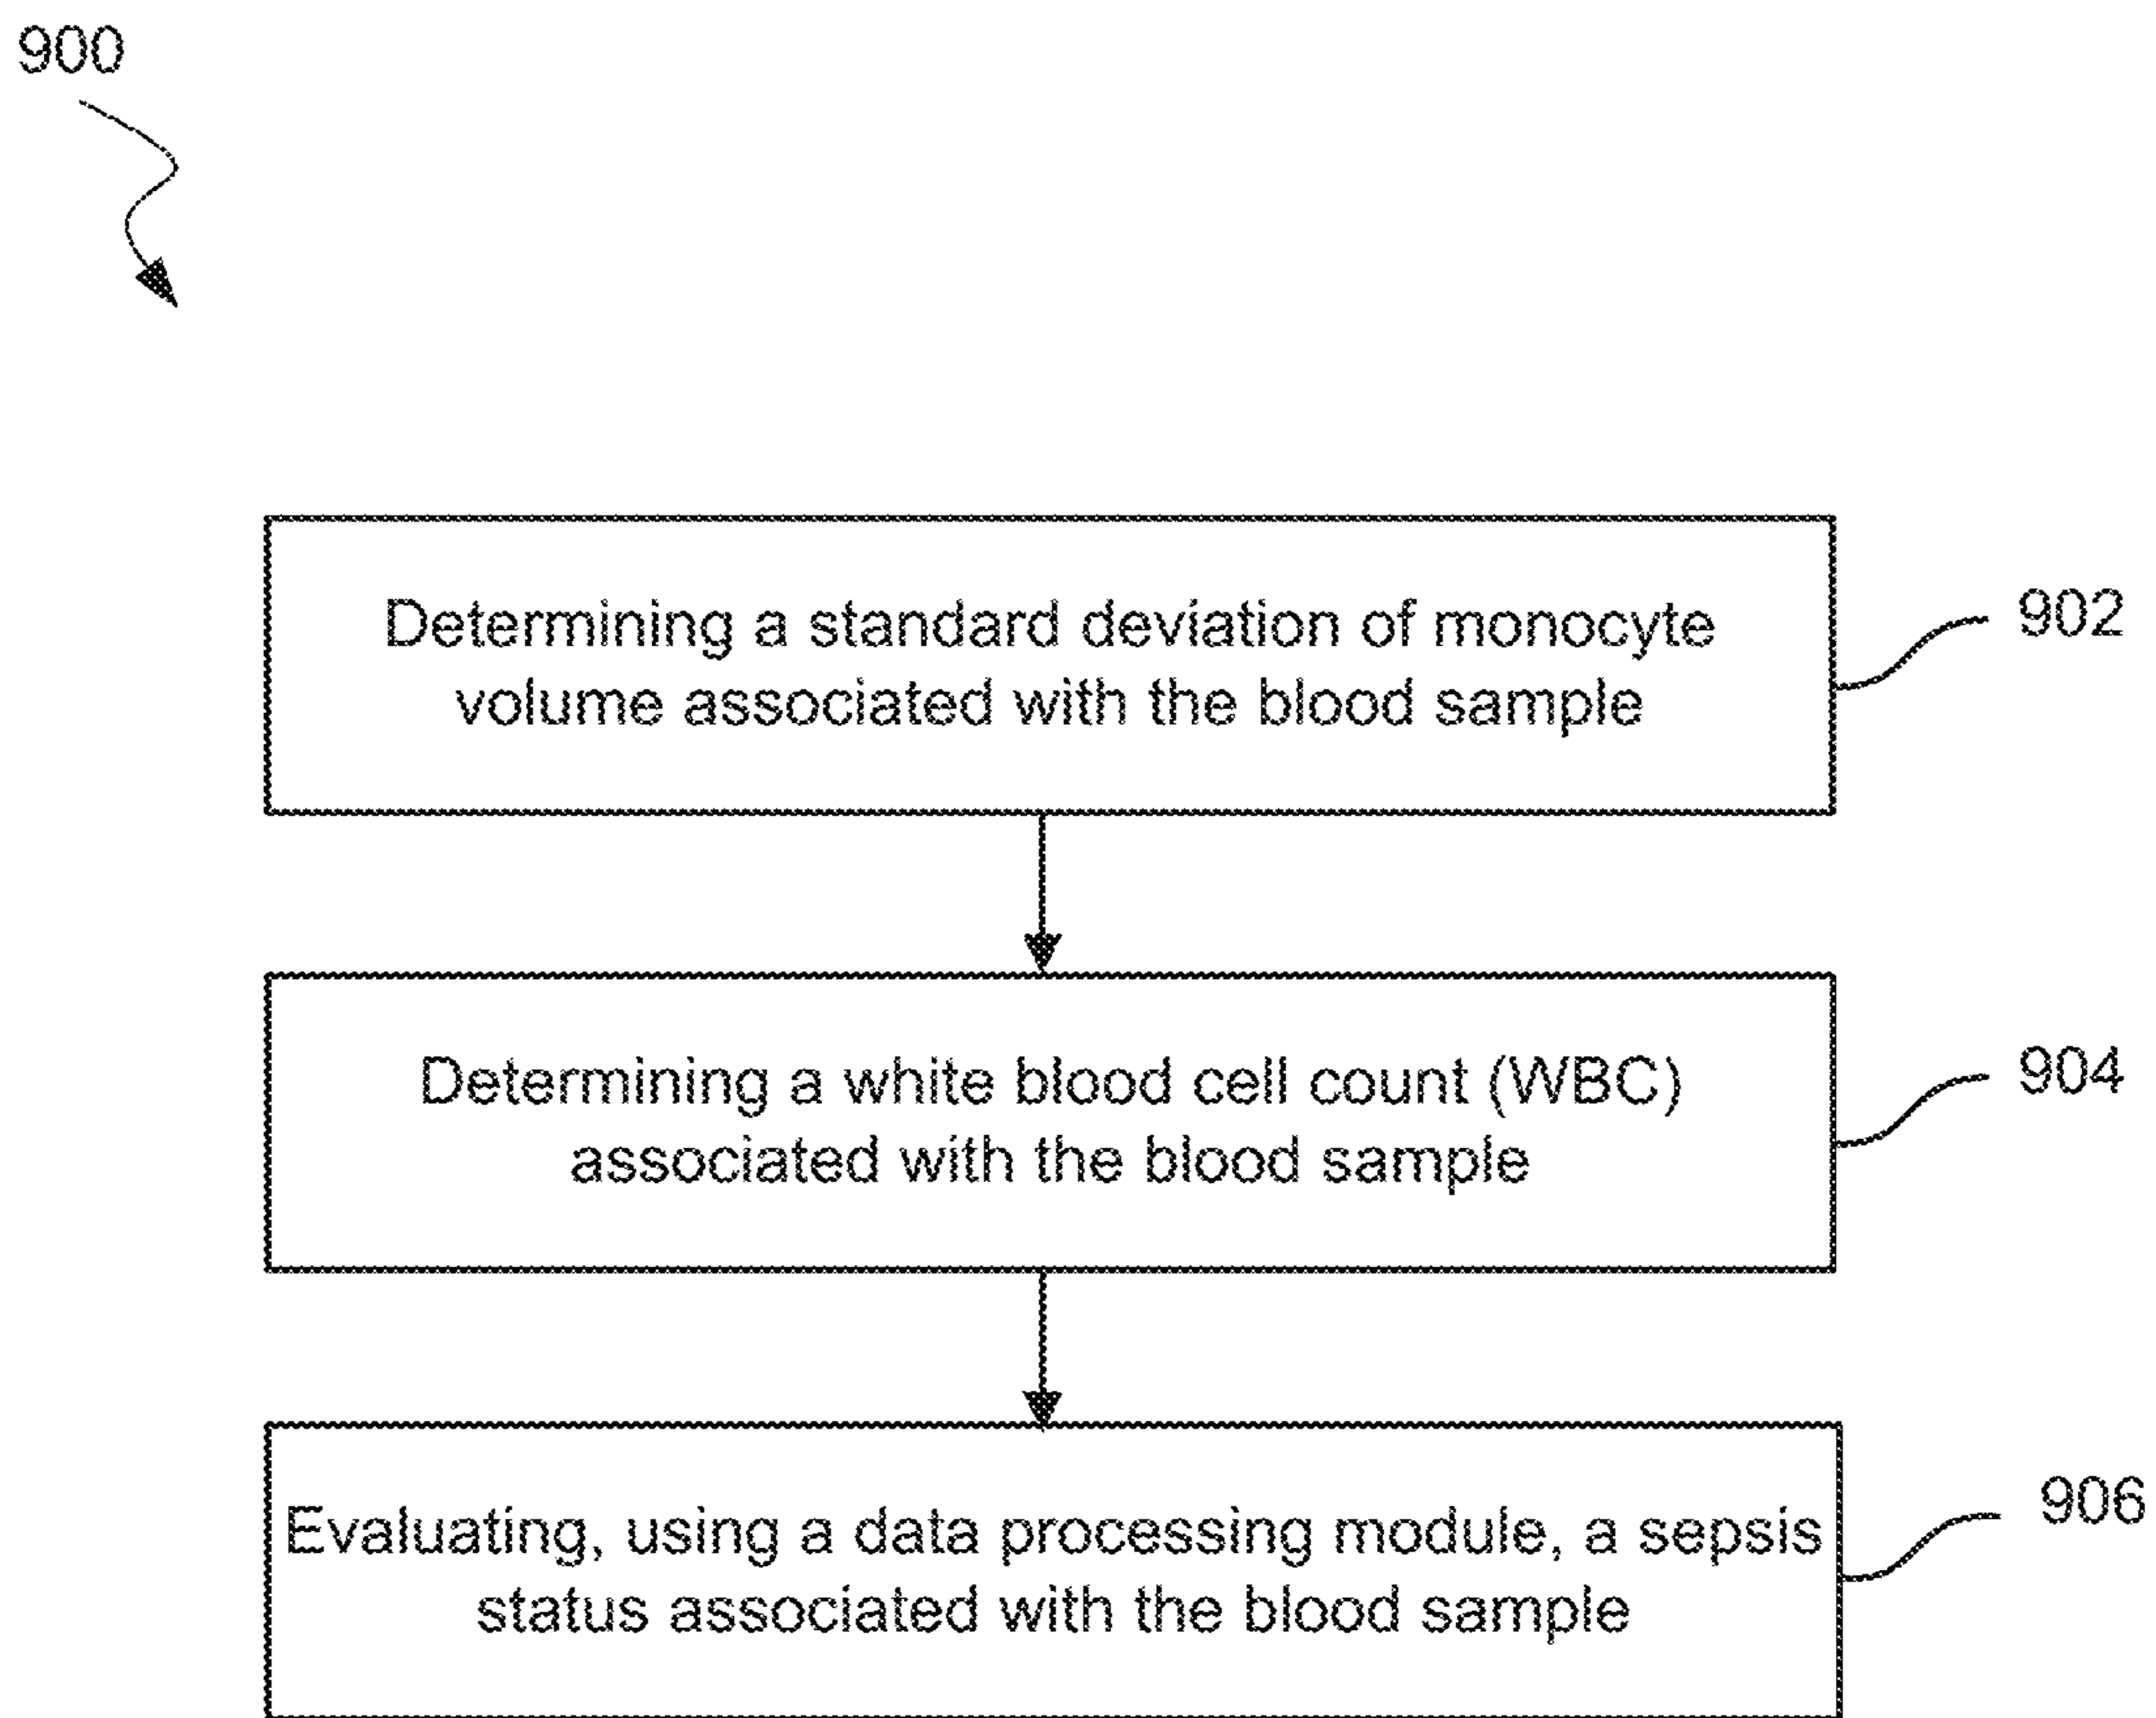 900
Determining a standard deviation of monocyte
volume associated with the blood sample
902
Determining a white blood cell count (WBC)
associated with the blood sample
904
Evaluating, using a data processing module, a sepsis
status associated with the blood sample
906